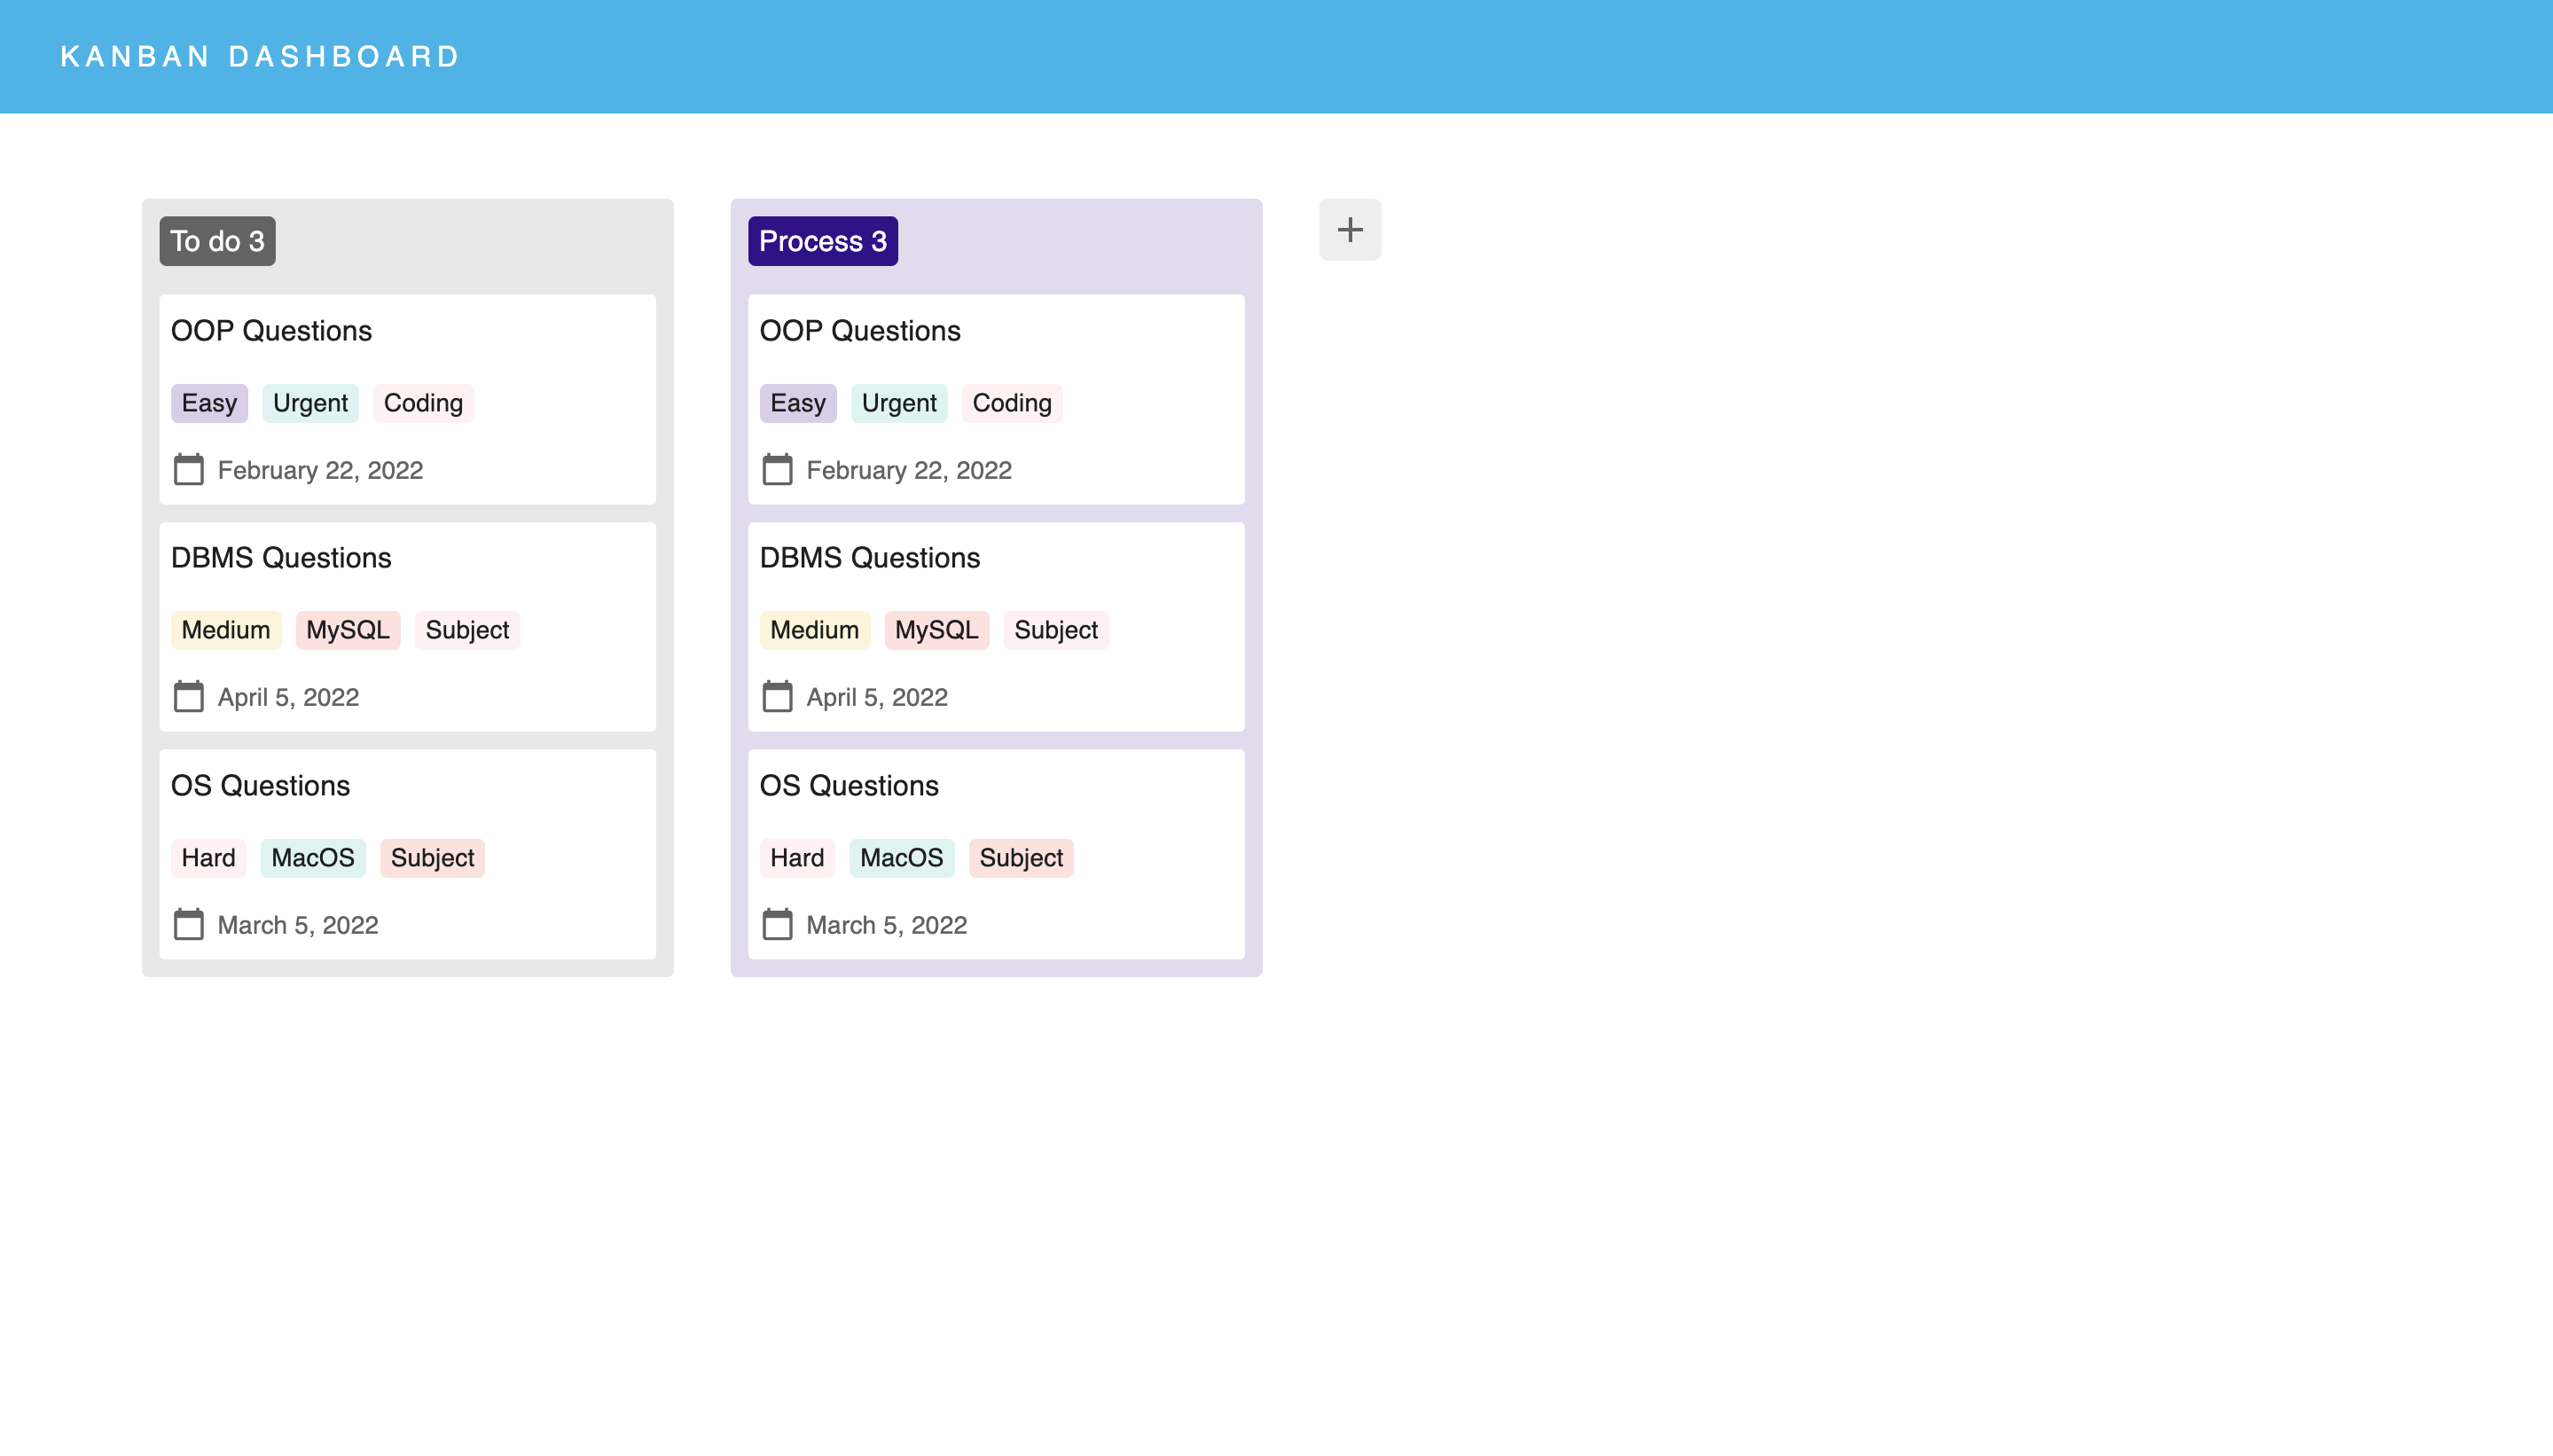 KANBAN DASHBOARD
To do 3
OOP Questions
Easy Urgent Coding
February 22, 2022
DBMS Questions
Medium MySQL Subject
April 5, 2022
OS Questions
Hard MacOS Subject
March 5, 2022
Process 3
OOP Questions
Easy Urgent Coding
February 22, 2022
DBMS Questions
Medium MySQL Subject
April 5, 2022
OS Questions
Hard MacOS Subject
March 5, 2022
+